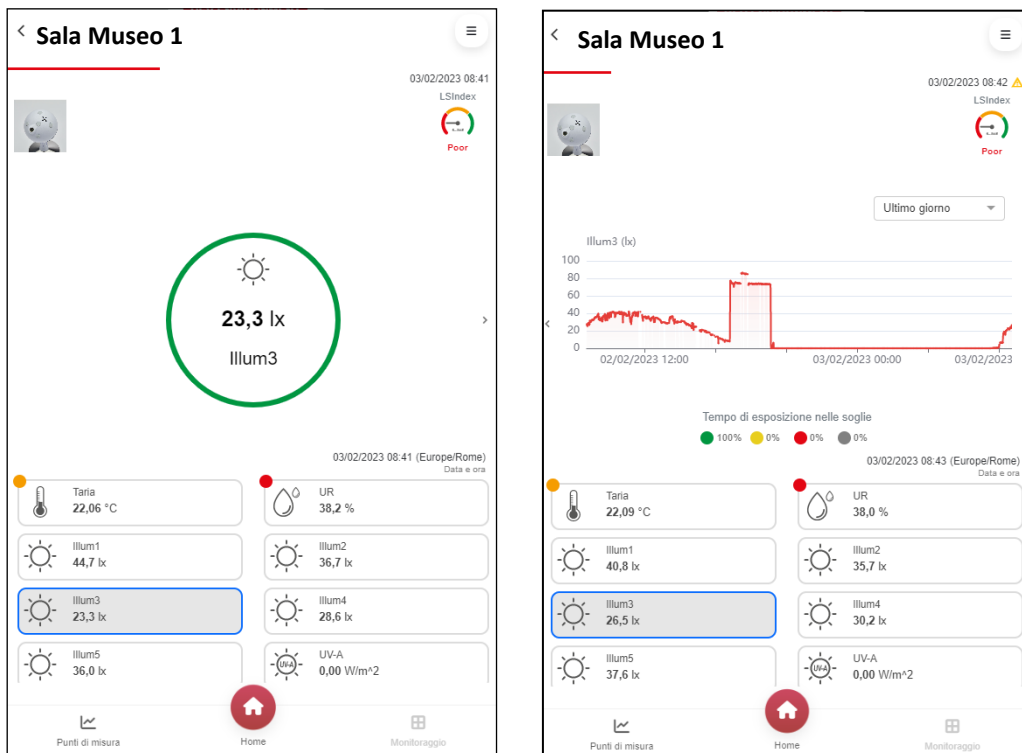 Sala Museo 1
03/02/2023 08:41
LSIndex
Poor
23,3 lx
Illum3
03/02/2023 08:41 (Europe/Rome)
Data e ora
Taria
22,06 °C
UR
38,2 %
Illum1
44,7 lx
Illum2
36,7 lx
Illum3
23,3 lx
Illum4
28,6 lx
Illum5
36,0 lx
UV-A
UV-A
0,00 W/m^2
Punti di misura
Home
Monitoraggio
Sala Museo 1
03/02/2023 08:42
LSIndex
Poor
Ultimo giorno
Illum3 (lx)
100
80
60
40
20
0
02/02/2023 12:00
03/02/2023 00:00
03/02/2023
Tempo di esposizione nelle soglie
100% 0% 0% 0%
03/02/2023 08:43 (Europe/Rome)
Data e ora
Taria
22,09 °C
UR
38,0 %
Illum1
40,8 lx
Illum2
35,7 lx
Illum3
26,5 lx
Illum4
30,2 lx
Illum5
37,6 lx
UV-A
UV-A
0,00 W/m^2
Punti di misura
Home
Monitoraggio